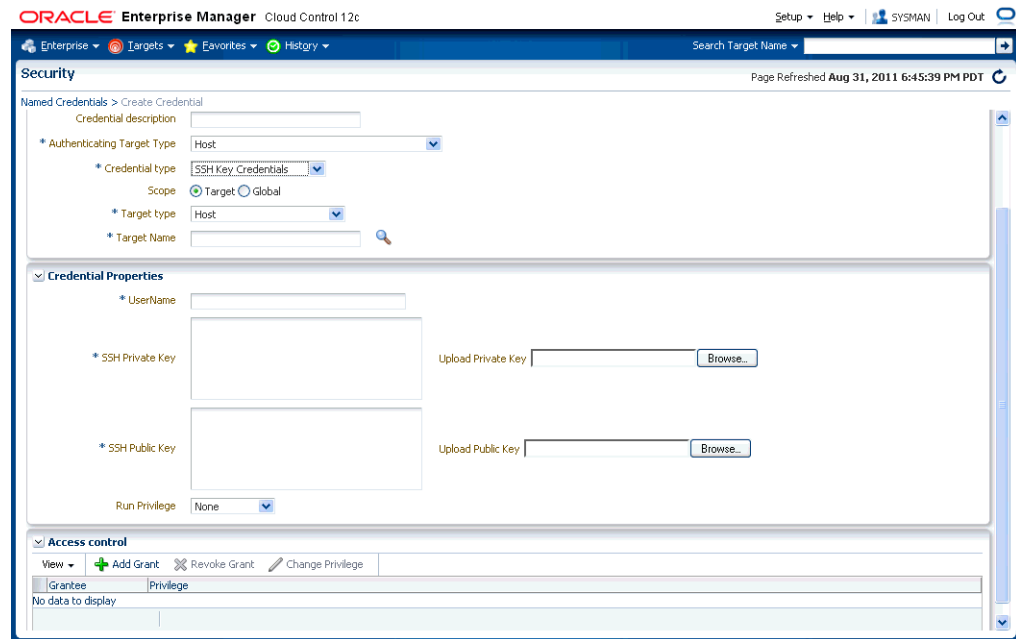 ORACLE Enterprise Manager Cloud Control 12c
Setup Help SYSMAN Log Out
Enterprise Targets Favorites History Search Target Name
Security
Page Refreshed Aug 31, 2011 6:45:39 PM PDT
Named Credentials > Create Credential
Credential description
* Authenticating Target Type Host
* Credential type SSH Key Credentials
Scope Target Global
* Target type Host
* Target Name
Credential Properties
* UserName
* SSH Private Key Upload Private Key Browse...
* SSH Public Key Upload Public Key Browse...
Run Privilege None
Access control
View Add Grant Revoke Grant Change Privilege
Grantee Privilege
No data to display